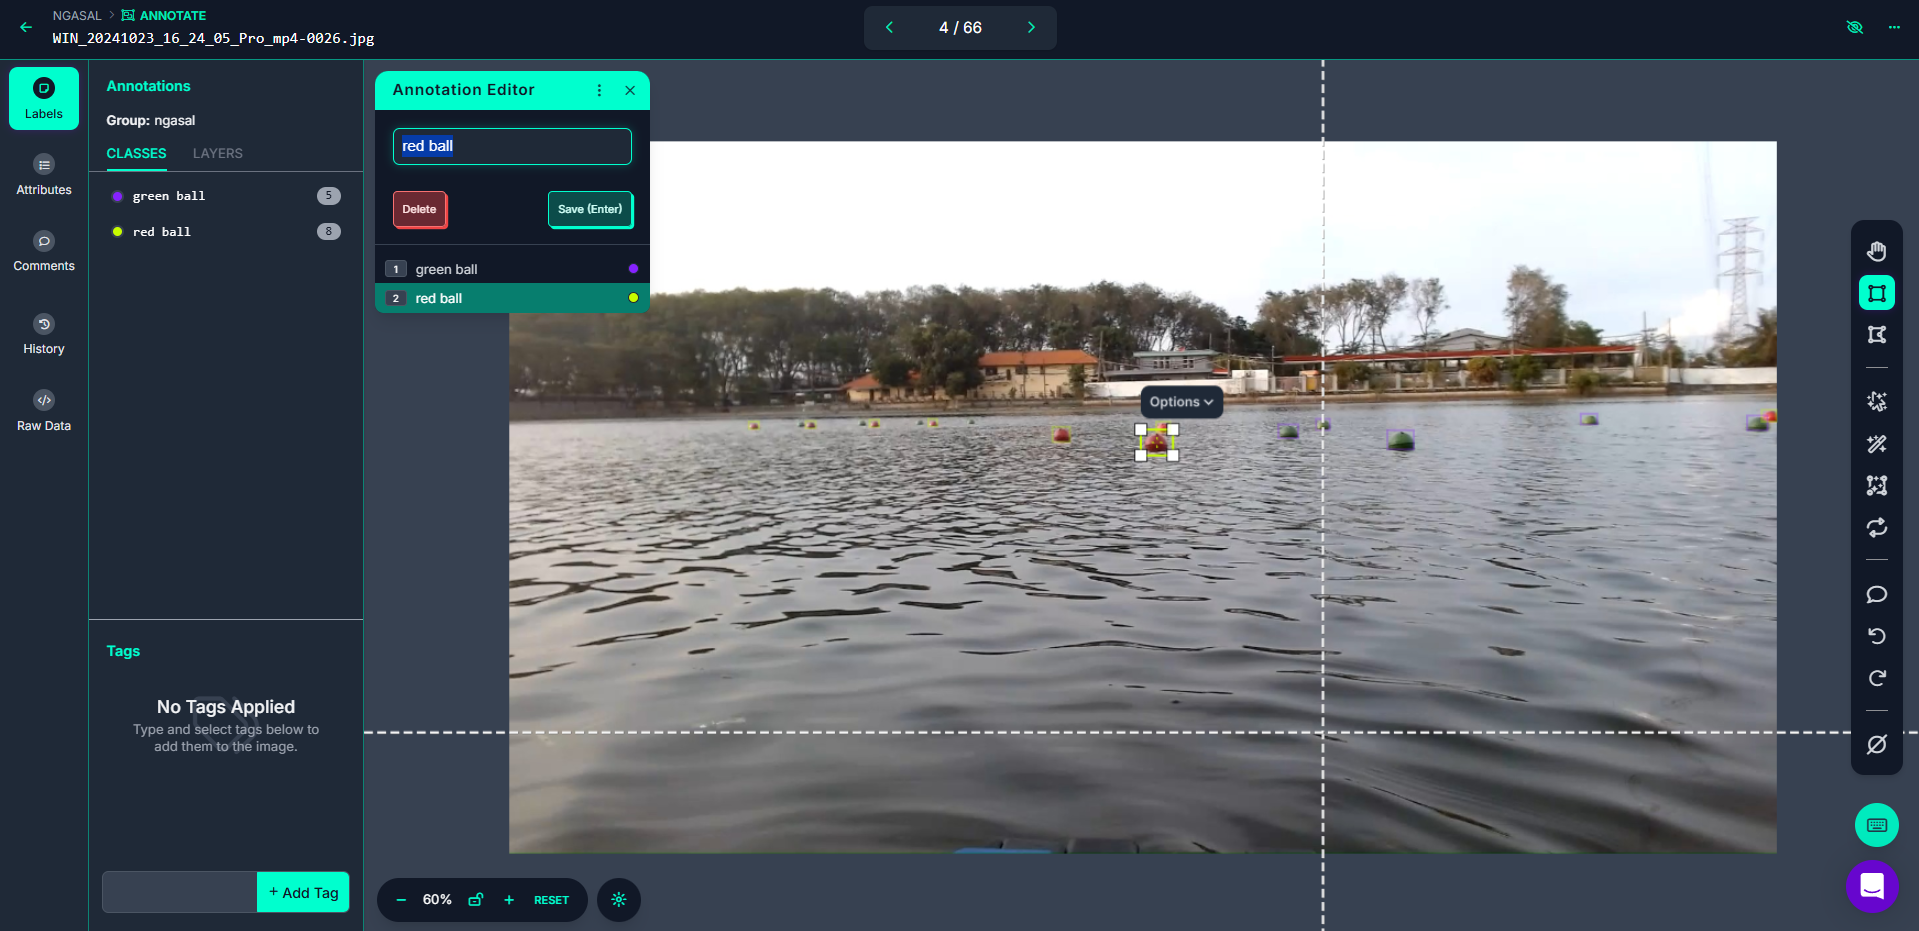 NGASAL > ANNOTATE
WIN_20241023_16_24_05_Pro_mp4-0026.jpg
4 / 66
Labels
Attributes
Comments
History
Raw Data
Annotations
Group: ngasal
CLASSES LAYERS
green ball 5
red ball 8
Tags
No Tags Applied
Type and select tags below to
add them to the image.
+ Add Tag
Annotation Editor
red ball
Delete Save (Enter)
1 green ball
2 red ball
Options
− 60% + RESET